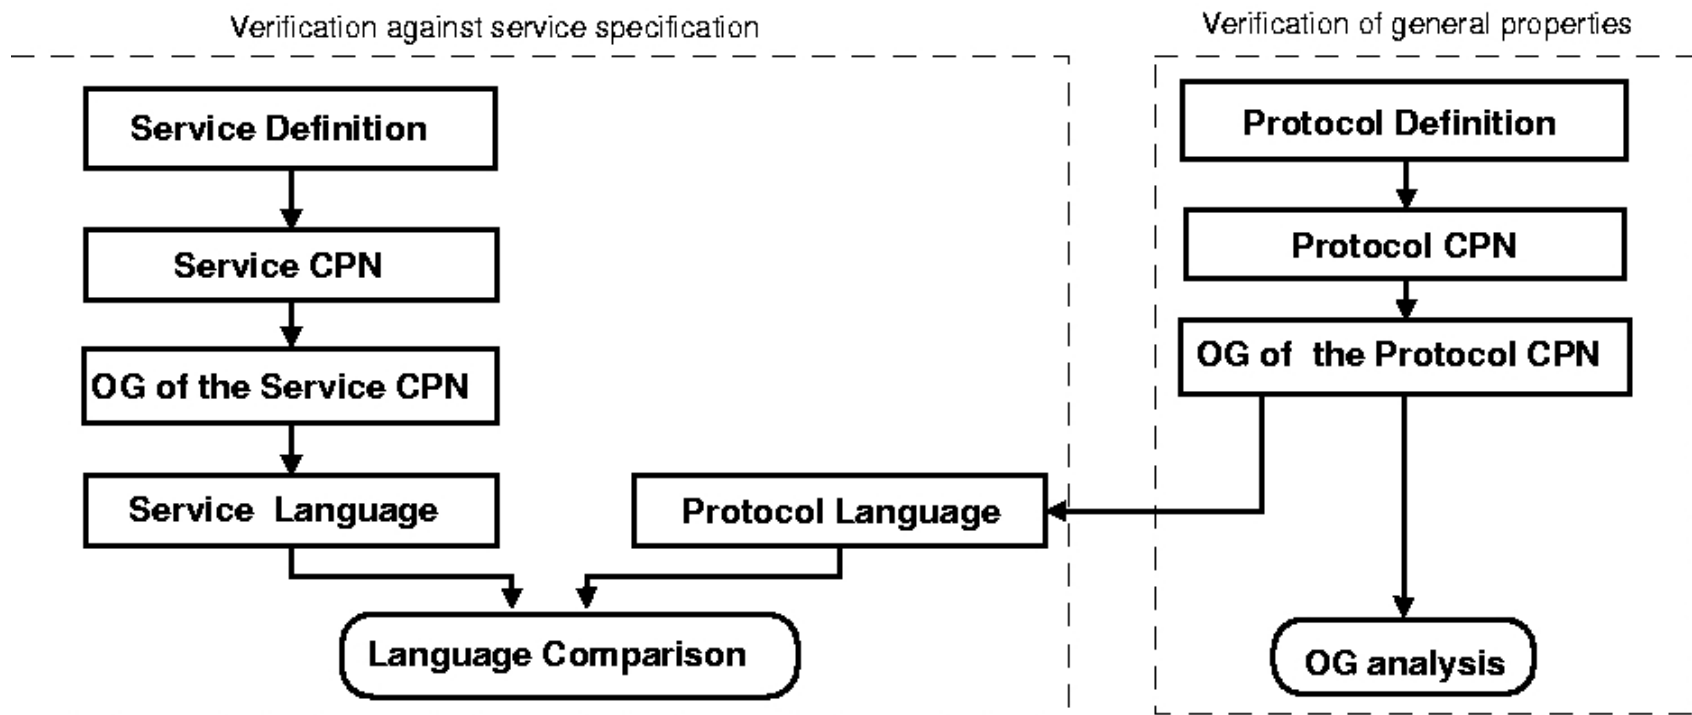 Verification against service specification
Service Definition
Service CPN
OG of the Service CPN
Service Language
Protocol Language
Language Comparison
Verification of general properties
Protocol Definition
Protocol CPN
OG of the Protocol CPN
OG analysis